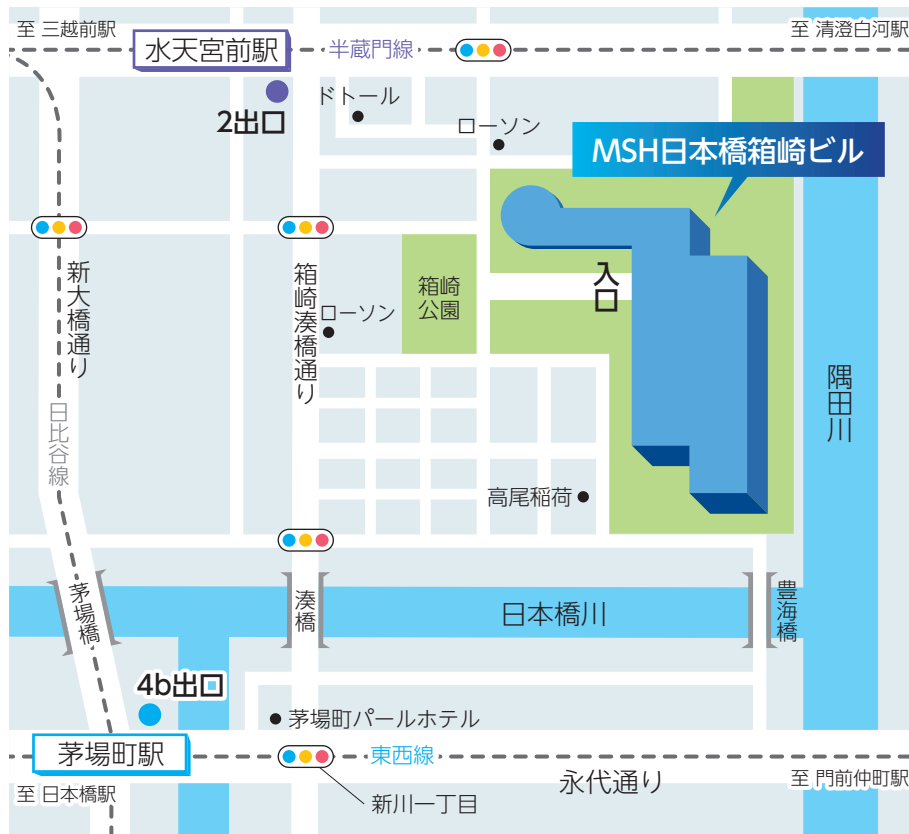 至 三越前駅
水天宮前駅
半蔵門線
至 清澄白河駅
2出口
ドトール
ローソン
MSH日本橋箱崎ビル
新大橋通り
箱崎湊橋通り
箱崎
公園
入口
ローソン
隅田川
日比谷線
高尾稲荷
茅場橋
湊橋
日本橋川
豊海橋
4b出口
茅場町パールホテル
茅場町駅
東西線
永代通り
至 門前仲町駅
至 日本橋駅
新川一丁目